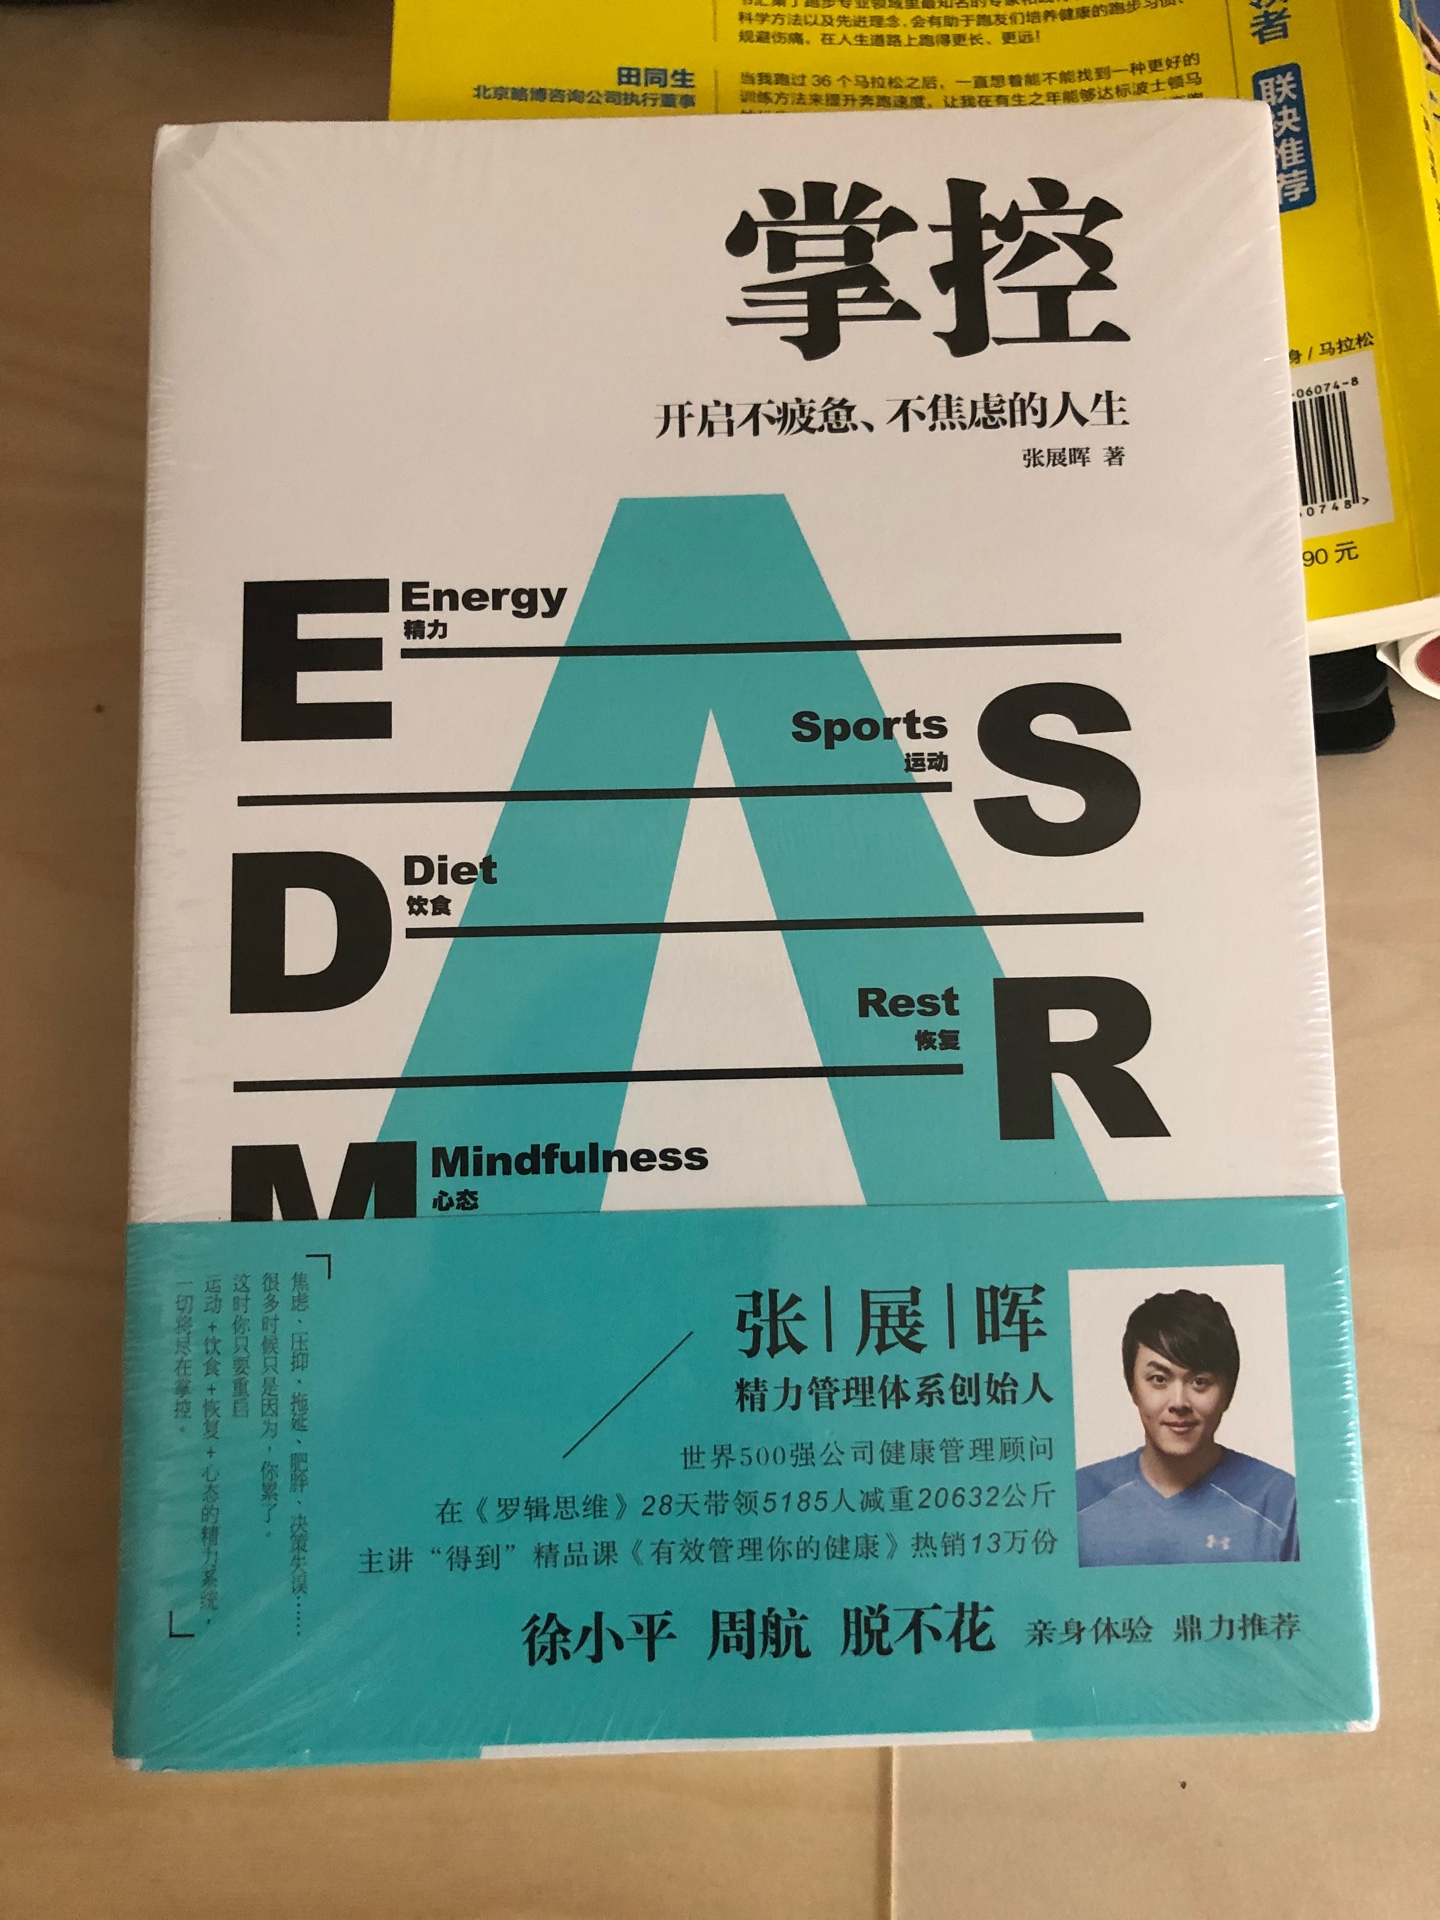 科学方法以及先进理念,会有助于跑友们培养健康的跑步习惯、
规避伤痛，在人生道路上跑得更长、更远！
田同生
北京略博咨询公司执行董事
当我跑过36个马拉松之后，一直想着能不能找到一种更好的
训练方法来提升奔跑速度，让我在有生之年能够达标波士顿马
者
联袂推荐
身/马拉松
-06074-8
0748>
90元
掌控
开启不疲惫、不焦虑的人生
张展晖 著
E
Energy
精力
S
Sports
运动
D
Diet
饮食
R
Rest
恢复
M
Mindfulness
心态
焦虑、压抑、拖延、肥胖、决策失误……
很多时候只是因为，你累了。
这时你只要重启
运动+饮食+恢复+心态的精力系统，
一切将尽在掌控。
张|展|晖
精力管理体系创始人
世界500强公司健康管理顾问
在《罗辑思维》28天带领5185人减重20632公斤
主讲“得到”精品课《有效管理你的健康》热销13万份
徐小平 周航 脱不花 亲身体验 鼎力推荐